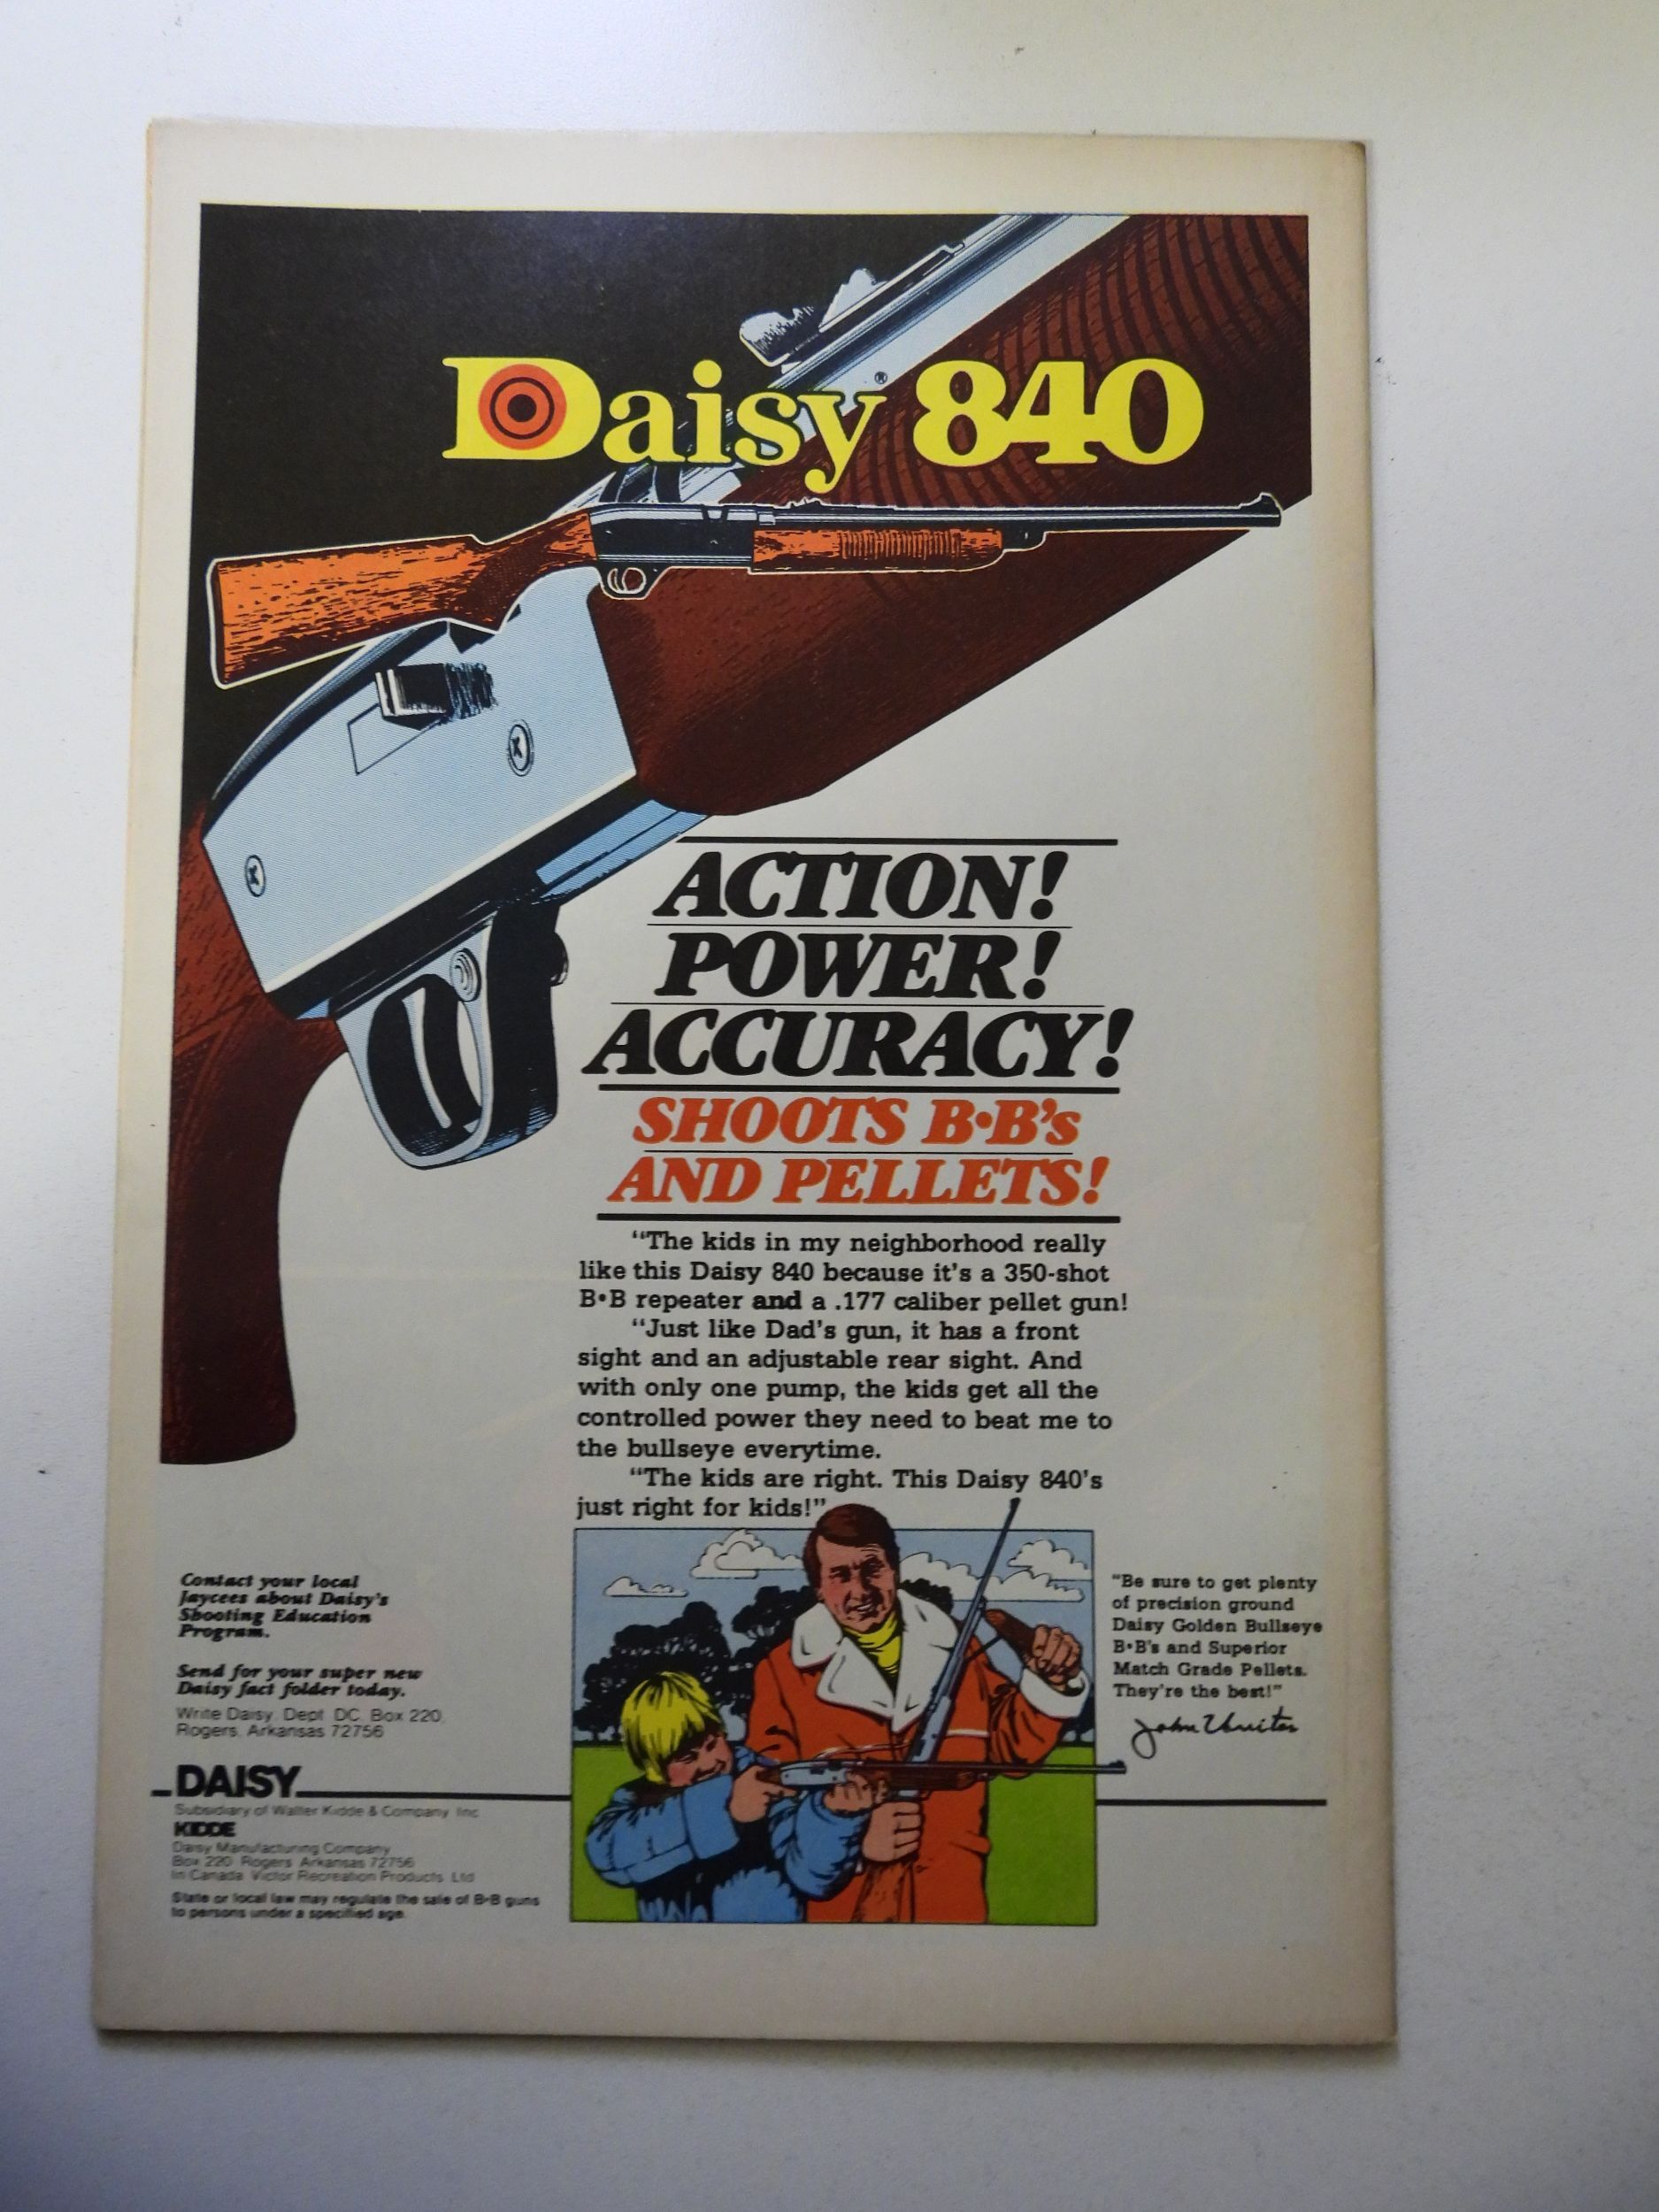 Daisy® 840
ACTION!
POWER!
ACCURACY!
SHOOTS B•B's
AND PELLETS!
"The kids in my neighborhood really
like this Daisy 840 because it's a 350-shot
B•B repeater and a .177 caliber pellet gun!
"Just like Dad's gun, it has a front
sight and an adjustable rear sight. And
with only one pump, the kids get all the
controlled power they need to beat me to
the bullseye everytime.
"The kids are right. This Daisy 840's
just right for kids!"
Contact your local
Jaycees about Daisy's
Shooting Education
Program.
Send for your super new
Daisy fact folder today.
Write Daisy, Dept. DC, Box 220,
Rogers, Arkansas 72756
DAISY
Subsidiary of Walter Kidde & Company, Inc.
KIDDE
Daisy Manufacturing Company
Box 220 Rogers Arkansas 72756
In Canada Victor Recreation Products Ltd
State or local law may regulate the sale of B•B guns
to persons under a specified age.
"Be sure to get plenty
of precision ground
Daisy Golden Bullseye
B•B's and Superior
Match Grade Pellets.
They're the best!"
John Unitas